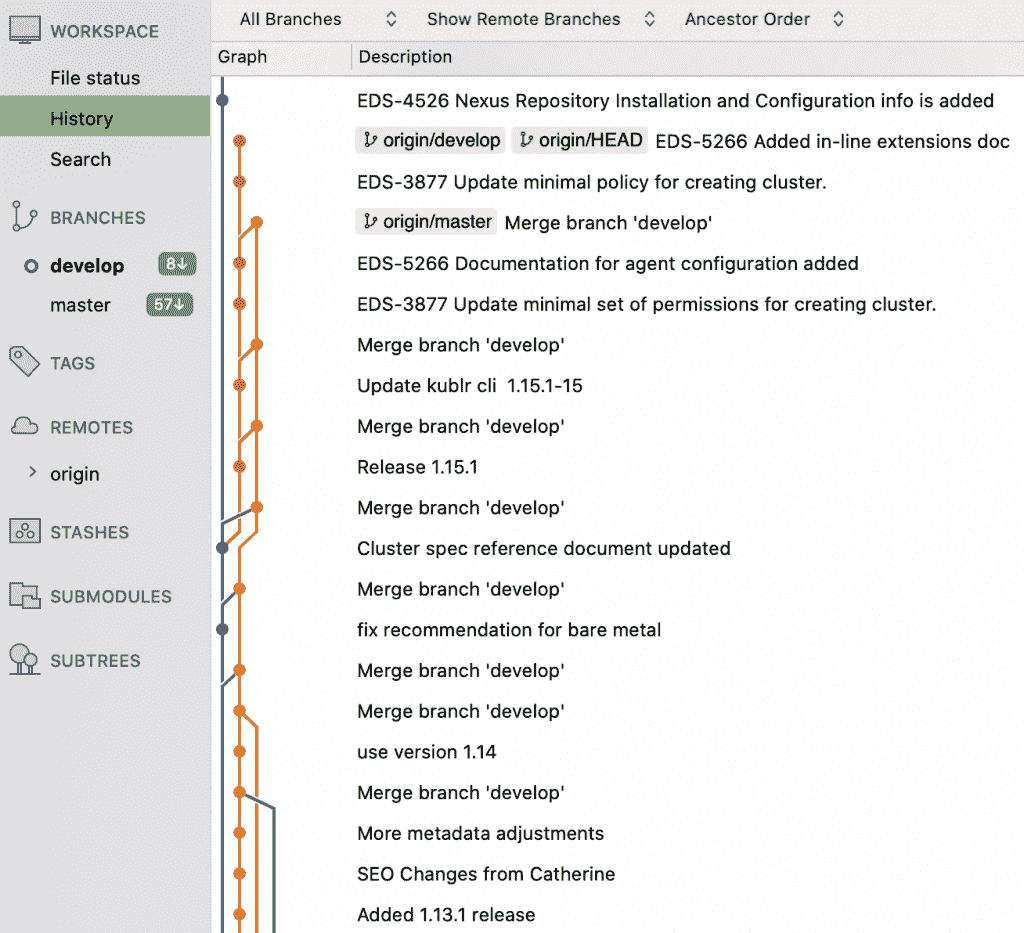 WORKSPACE
File status
History
Search
BRANCHES
develop 8↓
master 57↓
TAGS
REMOTES
origin
STASHES
SUBMODULES
SUBTREES
All Branches Show Remote Branches Ancestor Order
Graph Description
EDS-4526 Nexus Repository Installation and Configuration info is added
origin/develop origin/HEAD EDS-5266 Added in-line extensions doc
EDS-3877 Update minimal policy for creating cluster.
origin/master Merge branch 'develop'
EDS-5266 Documentation for agent configuration added
EDS-3877 Update minimal set of permissions for creating cluster.
Merge branch 'develop'
Update kublr cli 1.15.1-15
Merge branch 'develop'
Release 1.15.1
Merge branch 'develop'
Cluster spec reference document updated
Merge branch 'develop'
fix recommendation for bare metal
Merge branch 'develop'
Merge branch 'develop'
use version 1.14
Merge branch 'develop'
More metadata adjustments
SEO Changes from Catherine
Added 1.13.1 release